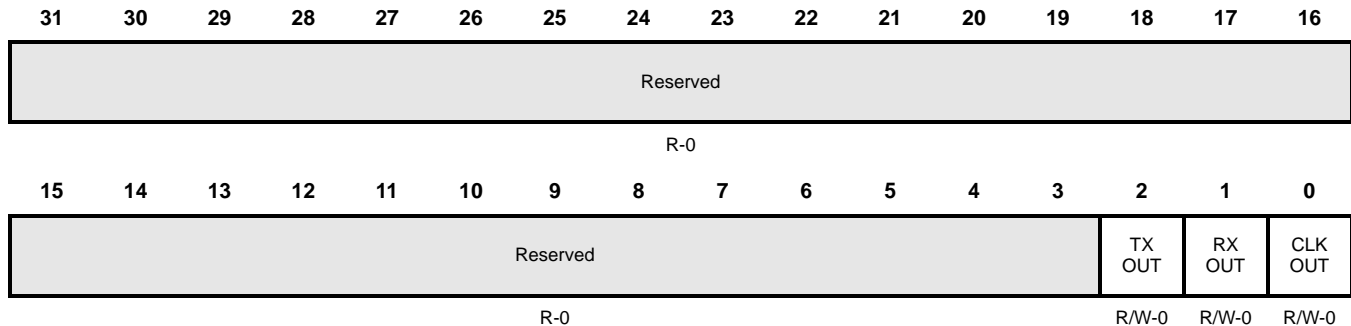 31 30 29 28 27 26 25 24 23 22 21 20 19 18 17 16
Reserved
R-0
15 14 13 12 11 10 9 8 7 6 5 4 3 2 1 0
Reserved TX OUT RX OUT CLK OUT
R-0 R/W-0 R/W-0 R/W-0